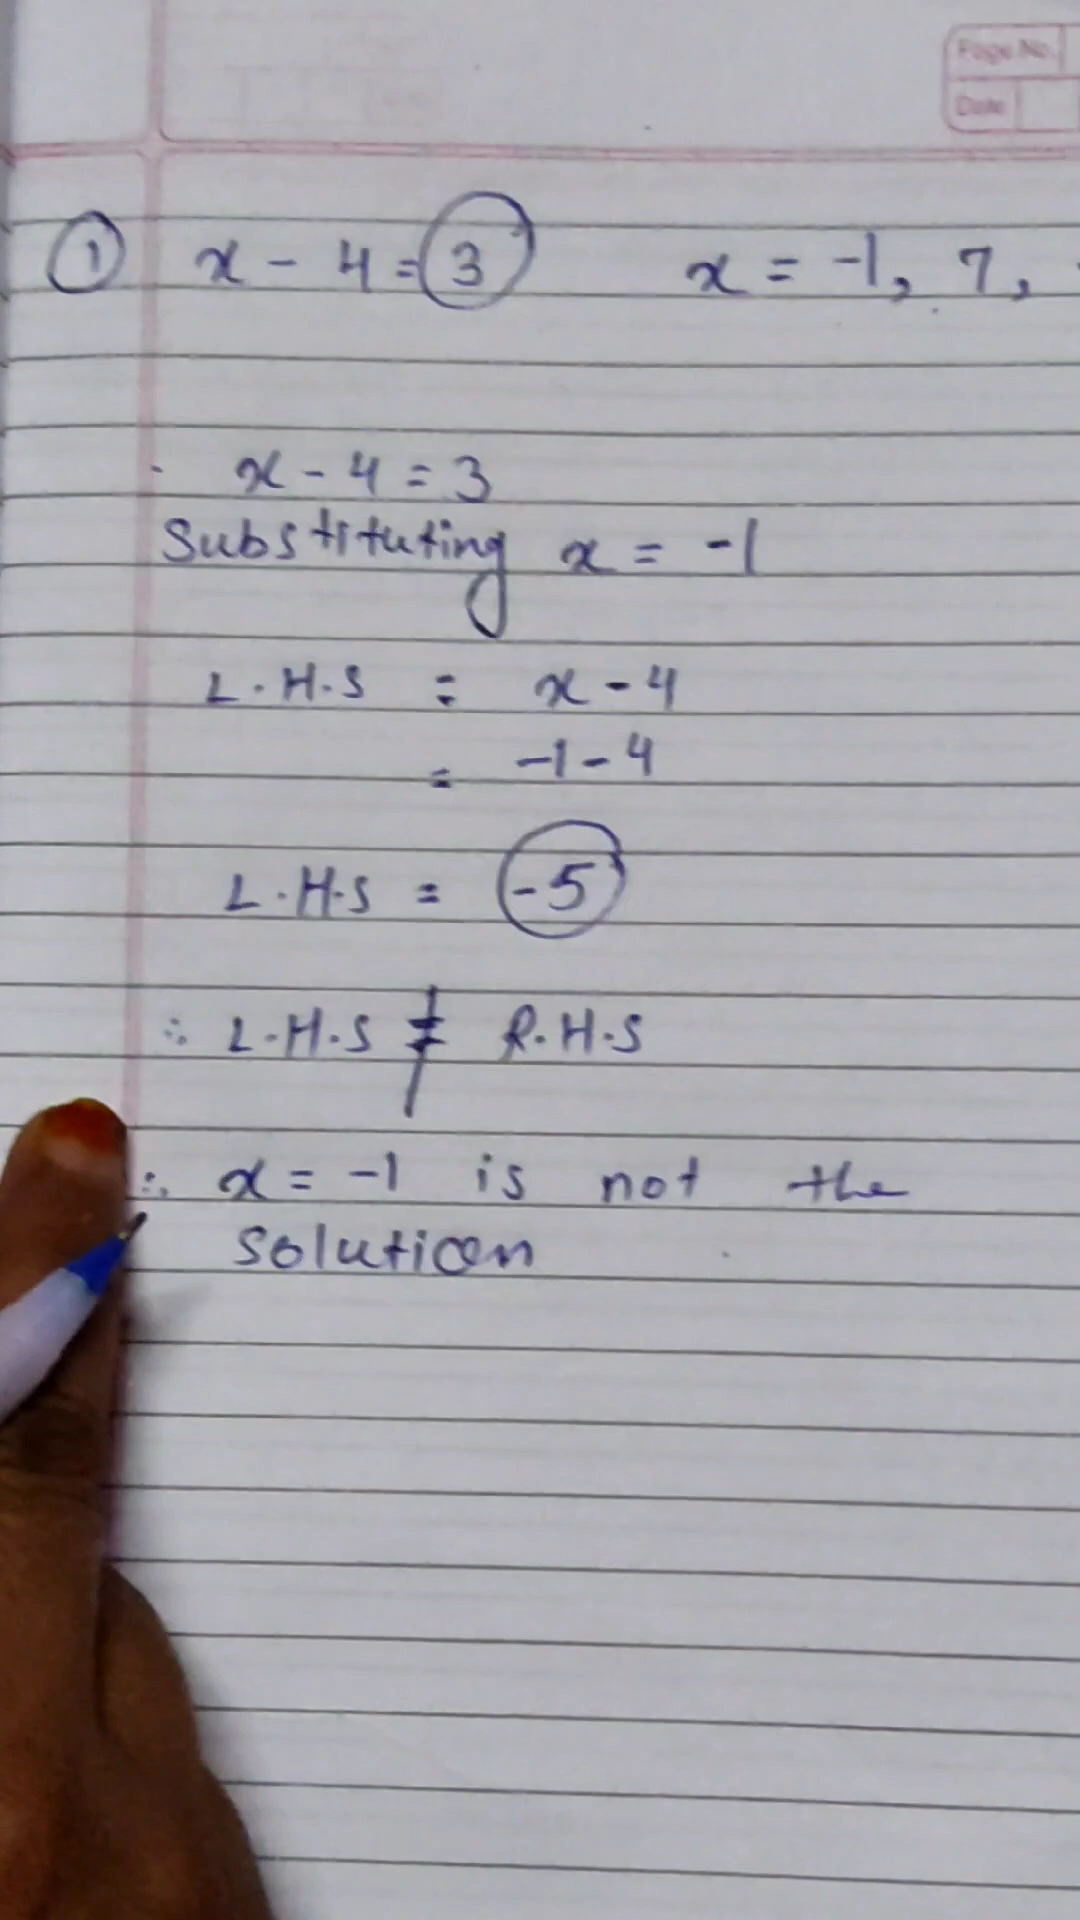 Page No.
Date
① x - 4 = 3 x = -1, 7,
x - 4 = 3
Substituting x = -1
L.H.S = x - 4
= -1 - 4
L.H.S = -5
∴ L.H.S ≠ R.H.S
∴ x = -1 is not the
solution